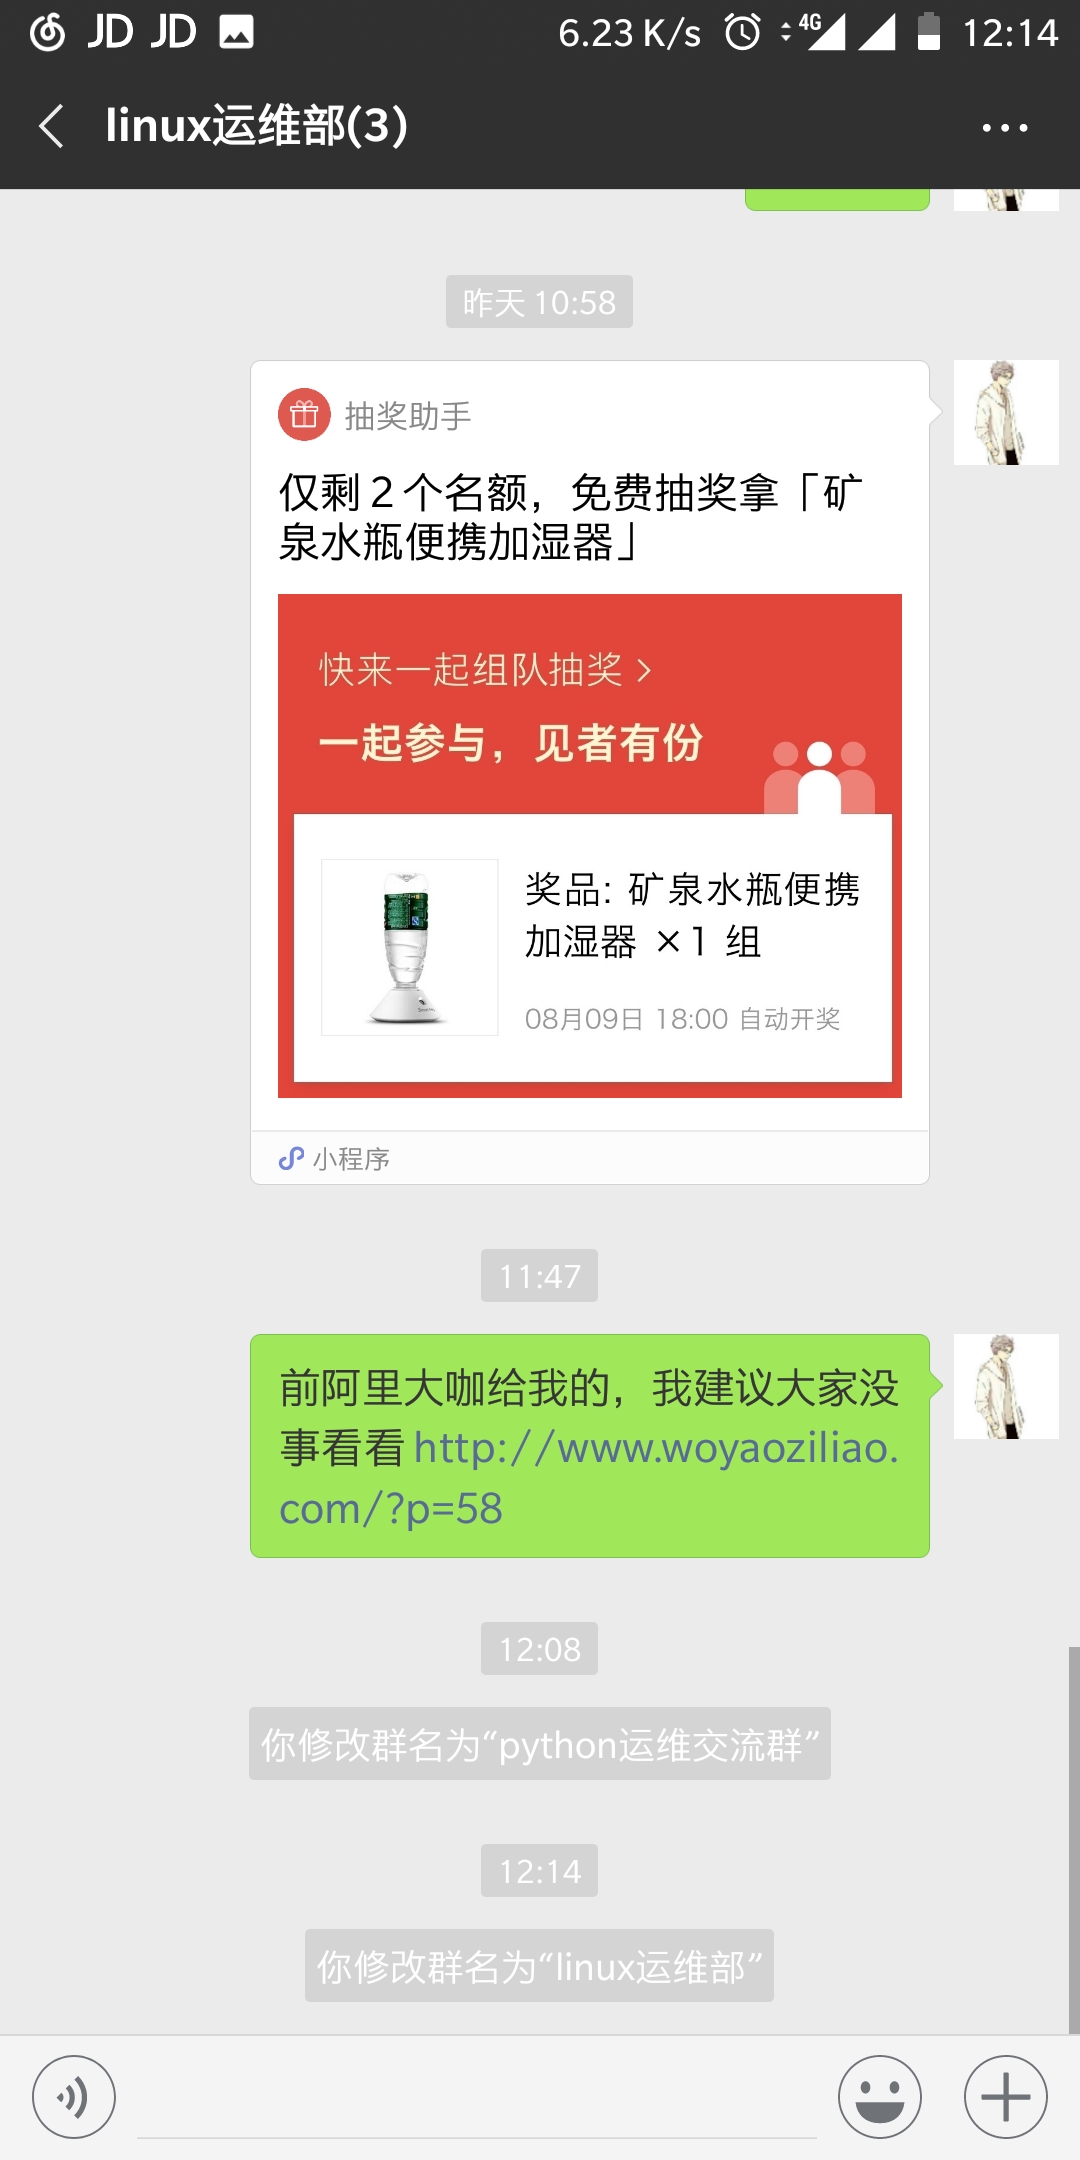 JD JD 6.23 K/s 4G 12:14
linux运维部(3)
昨天 10:58
抽奖助手
仅剩 2 个名额，免费抽奖拿「矿
泉水瓶便携加湿器」
快来一起组队抽奖 >
一起参与，见者有份
奖品: 矿泉水瓶便携
加湿器 ×1 组
08月09日 18:00 自动开奖
小程序
11:47
前阿里大咖给我的，我建议大家没
事看看http://www.woyaoziliao.
com/?p=58
12:08
你修改群名为“python运维交流群”
12:14
你修改群名为“linux运维部”